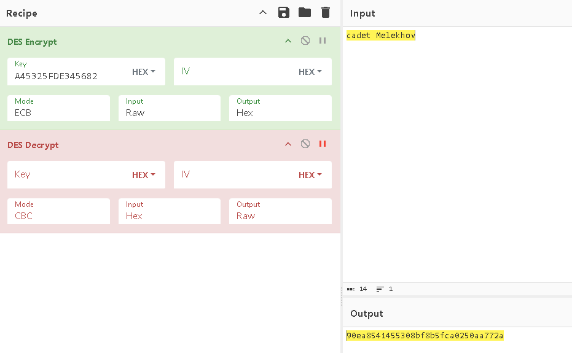 Recipe
DES Encrypt
Key
A45325FDE345682
HEX
IV
HEX
Mode
ECB
Input
Raw
Output
Hex
DES Decrypt
Key
HEX
IV
HEX
Mode
CBC
Input
Hex
Output
Raw
Input
cadet Melekhov
14
1
Output
90ea8541455308bf8b5fca0250aa772a